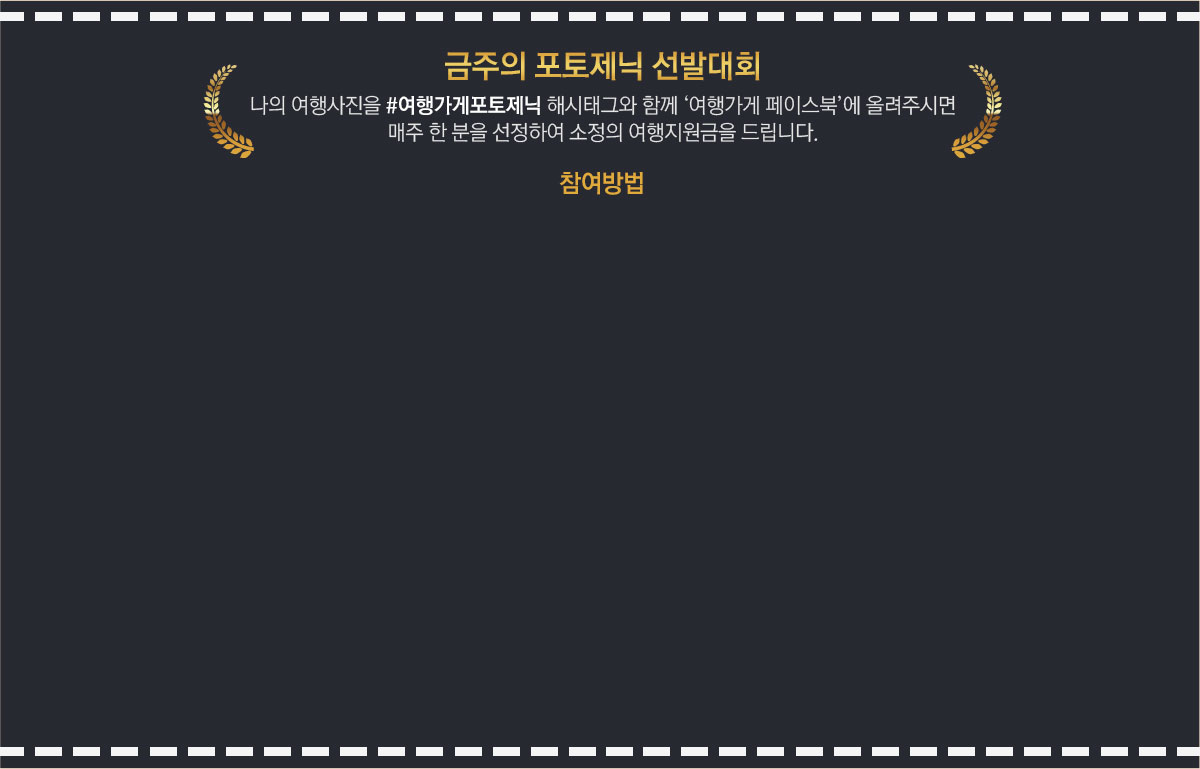 금주의 포토제닉 선발대회
나의 여행사진을 #여행가게포토제닉 해시태그와 함께 ‘여행가게 페이스북’에 올려주시면
매주 한 분을 선정하여 소정의 여행지원금을 드립니다.
참여방법